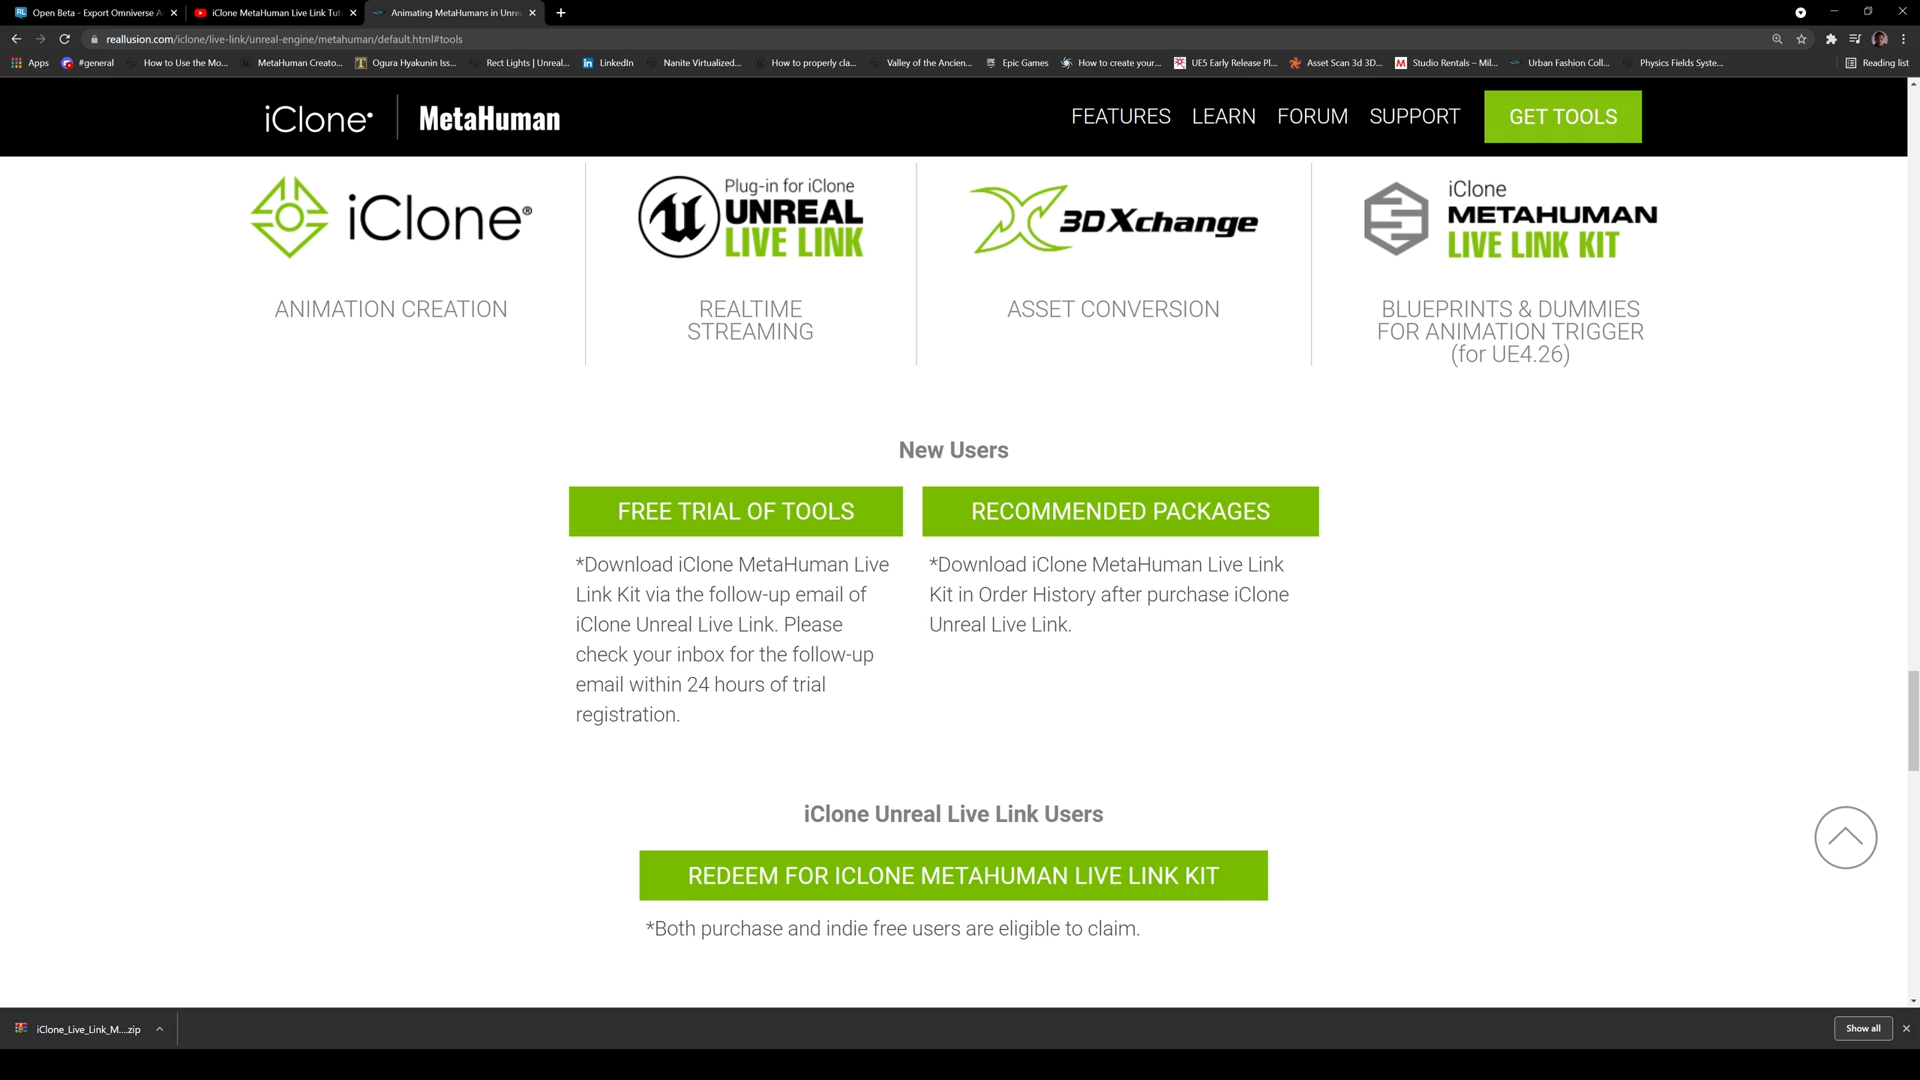 Open Beta - Export Omniverse A
iClone MetaHuman Live Link Tut
Animating MetaHumans in Unre
reallusion.com/iclone/live-link/unreal-engine/metahuman/default.html#tools
Apps
#general
How to Use the Mo...
MetaHuman Creato...
Ogura Hyakunin Iss...
Rect Lights | Unreal...
LinkedIn
Nanite Virtualized...
How to properly cla...
Valley of the Ancien...
Epic Games
How to create your...
UE5 Early Release Pl...
Asset Scan 3d 3D...
Studio Rentals – Mil...
Urban Fashion Coll...
Physics Fields Syste...
Reading list
iClone
MetaHuman
FEATURES
LEARN
FORUM
SUPPORT
GET TOOLS
iClone®
ANIMATION CREATION
Plug-in for iClone
UNREAL
LIVE LINK
REALTIME
STREAMING
3DXchange
ASSET CONVERSION
iClone
METAHUMAN
LIVE LINK KIT
BLUEPRINTS & DUMMIES
FOR ANIMATION TRIGGER
(for UE4.26)
New Users
FREE TRIAL OF TOOLS
*Download iClone MetaHuman Live
Link Kit via the follow-up email of
iClone Unreal Live Link. Please
check your inbox for the follow-up
email within 24 hours of trial
registration.
RECOMMENDED PACKAGES
*Download iClone MetaHuman Live Link
Kit in Order History after purchase iClone
Unreal Live Link.
iClone Unreal Live Link Users
REDEEM FOR ICLONE METAHUMAN LIVE LINK KIT
*Both purchase and indie free users are eligible to claim.
iClone_Live_Link_M....zip
Show all